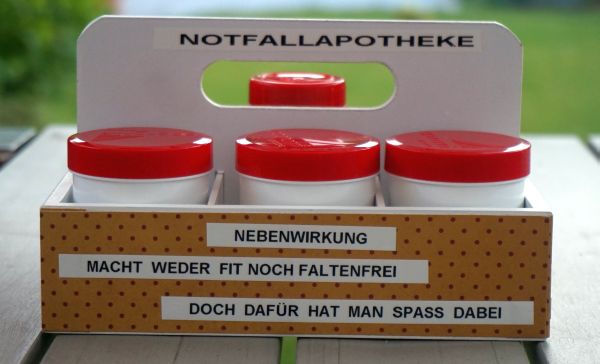 NOTFALLAPOTHEKE
NEBENWIRKUNG
MACHT WEDER FIT NOCH FALTENFREI
DOCH DAFÜR HAT MAN SPASS DABEI